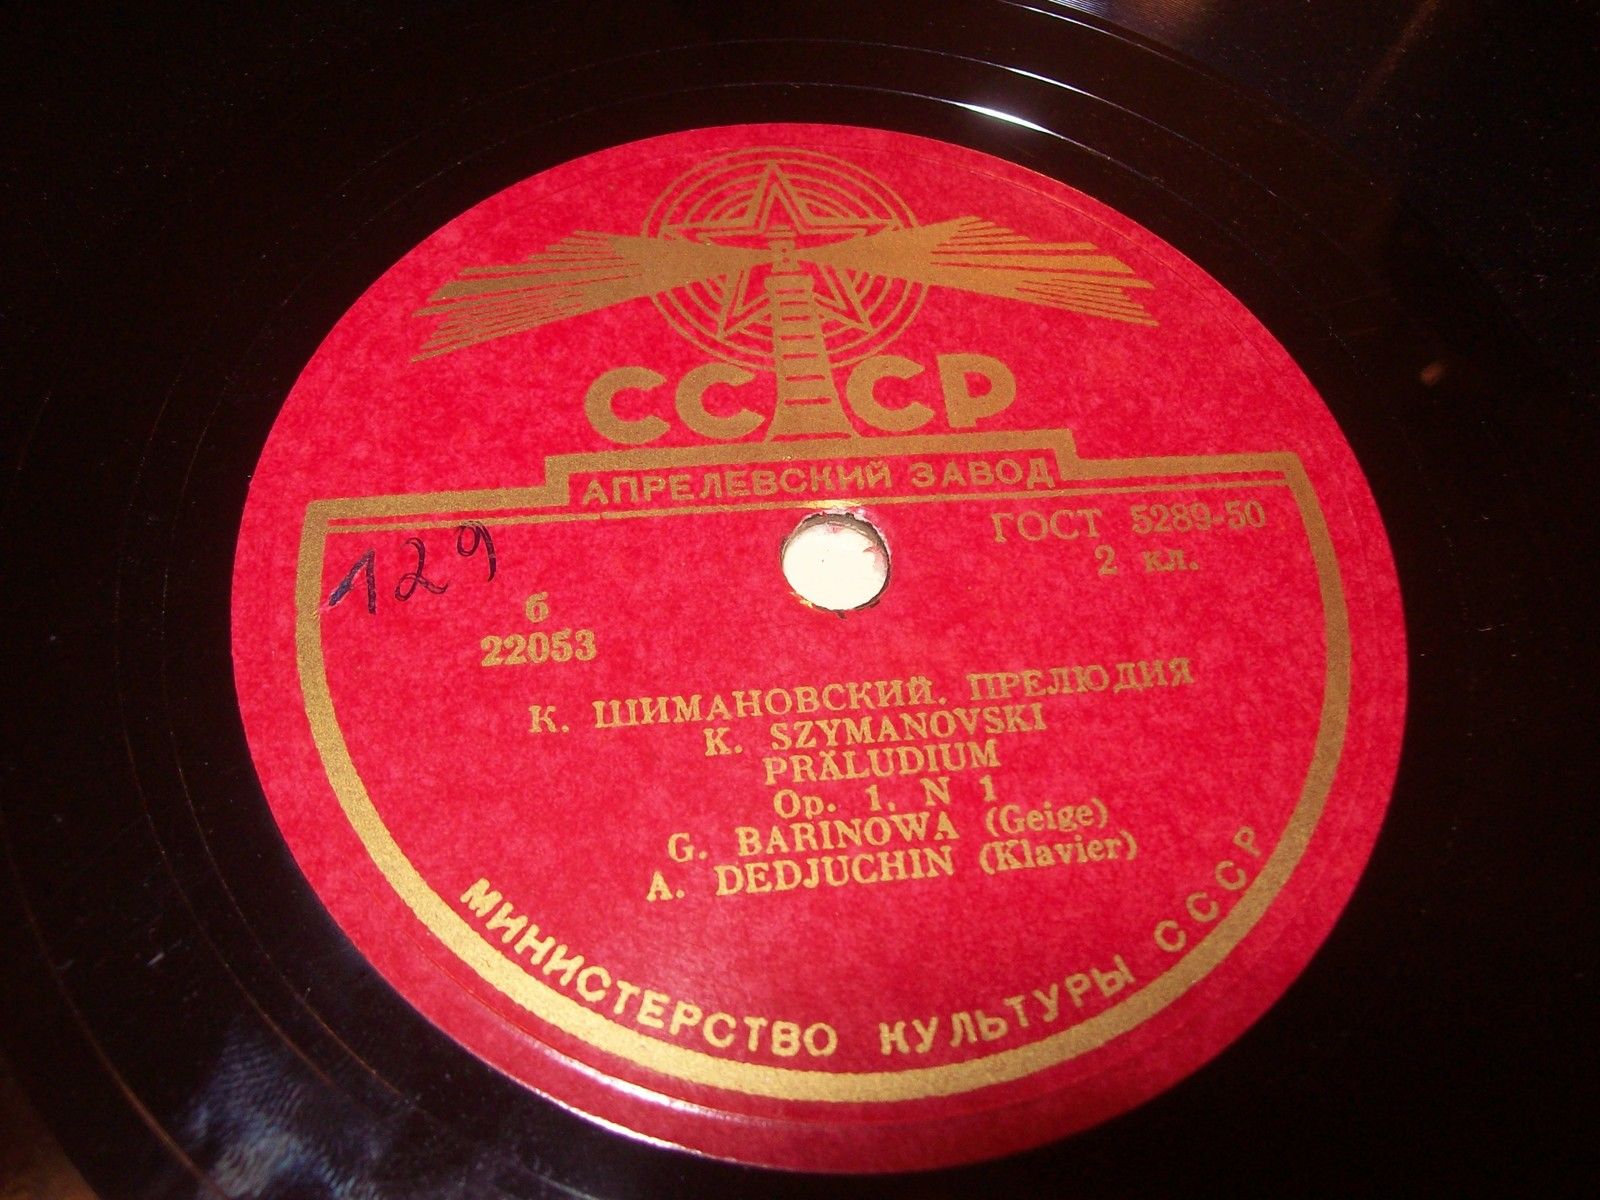 СССР
АПРЕЛЕВСКИЙ ЗАВОД
ГОСТ 5289-50
2 кл.
129
б
22053
К. ШИМАНОВСКИЙ. ПРЕЛЮДИЯ
K. SZYMANOVSKI
PRÄLUDIUM
Op. 1. N 1
G. BARINOWA (Geige)
A. DEDJUCHIN (Klavier)
МИНИСТЕРСТВО КУЛЬТУРЫ СССР